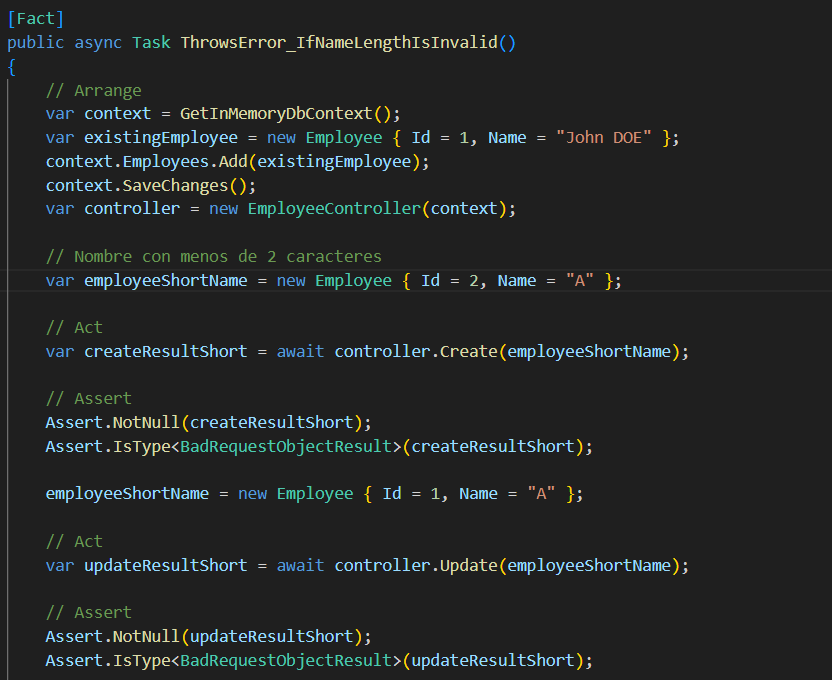 [Fact]
public async Task ThrowsError_IfNameLengthIsInvalid()
{
// Arrange
var context = GetInMemoryDbContext();
var existingEmployee = new Employee { Id = 1, Name = "John DOE" };
context.Employees.Add(existingEmployee);
context.SaveChanges();
var controller = new EmployeeController(context);
// Nombre con menos de 2 caracteres
var employeeShortName = new Employee { Id = 2, Name = "A" };
// Act
var createResultShort = await controller.Create(employeeShortName);
// Assert
Assert.NotNull(createResultShort);
Assert.IsType<BadRequestObjectResult>(createResultShort);
employeeShortName = new Employee { Id = 1, Name = "A" };
// Act
var updateResultShort = await controller.Update(employeeShortName);
// Assert
Assert.NotNull(updateResultShort);
Assert.IsType<BadRequestObjectResult>(updateResultShort);